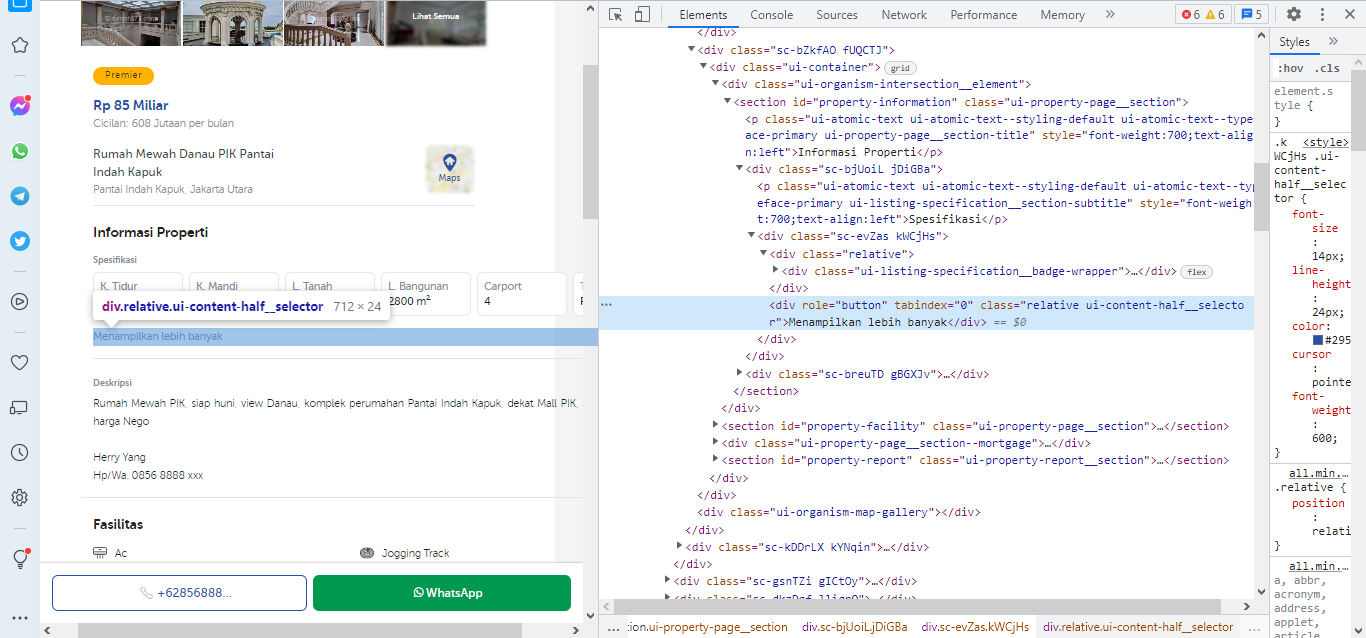 © rumah123.com
Lihat Semua
Premier
Rp 85 Miliar
Cicilan: 608 Jutaan per bulan
Rumah Mewah Danau PIK Pantai
Indah Kapuk
Pantai Indah Kapuk, Jakarta Utara
Maps
Informasi Properti
Spesifikasi
K. Tidur
K. Mandi
L. Tanah
L. Bangunan
2800 m²
Carport
4
div.relative.ui-content-half__selector 712 × 24
Menampilkan lebih banyak
Deskripsi
Rumah Mewah PIK, siap huni, view Danau, komplek perumahan Pantai Indah Kapuk, dekat Mall PIK,
harga Nego
Herry Yang
Hp/Wa. 0856 8888 xxx
Fasilitas
Ac
Jogging Track
+62856888...
WhatsApp
Elements Console Sources Network Performance Memory » 6 6 5
</div>
<div class="sc-bZkfAO fUQCTJ">
<div class="ui-container"> grid
<div class="ui-organism-intersection__element">
<section id="property-information" class="ui-property-page__section">
<p class="ui-atomic-text ui-atomic-text--styling-default ui-atomic-text--type
ace-primary ui-property-page__section-title" style="font-weight:700;text-alig
n:left">Informasi Properti</p>
<div class="sc-bjUoiL jDiGBa">
<p class="ui-atomic-text ui-atomic-text--styling-default ui-atomic-text--typ
eface-primary ui-listing-specification__section-subtitle" style="font-weigh
t:700;text-align:left">Spesifikasi</p>
<div class="sc-evZas kWCjHs">
<div class="relative">
<div class="ui-listing-specification__badge-wrapper">…</div> flex
</div>
<div role="button" tabindex="0" class="relative ui-content-half__selecto
r">Menampilkan lebih banyak</div> == $0
</div>
</div>
<div class="sc-breuTD gBGXJv">…</div>
</section>
</div>
<section id="property-facility" class="ui-property-page__section">…</section>
<div class="ui-property-page__section--mortgage">…</div>
<section id="property-report" class="ui-property-report__section">…</section>
</div>
</div>
<div class="ui-organism-map-gallery"></div>
</div>
<div class="sc-kDDrLX kYNqin">…</div>
</div>
<div class="sc-gsnTZi gICtOy">…</div>
... tion.ui-property-page__section div.sc-bjUoiL.jDiGBa div.sc-evZas.kWCjHs div.relative.ui-content-half__selector ...
Styles »
:hov .cls
element.s
tyle {
}
.k <style>
WCjHs .ui-
content-
half__selec
tor {
font-
size
:
14px;
line-
height
:
24px;
color:
#295
cursor
:
pointe
font-
weight
:
600;
}
all.min.…
.relative {
position
:
relati
}
all.min.…
a, abbr,
acronym,
address,
applet,
article